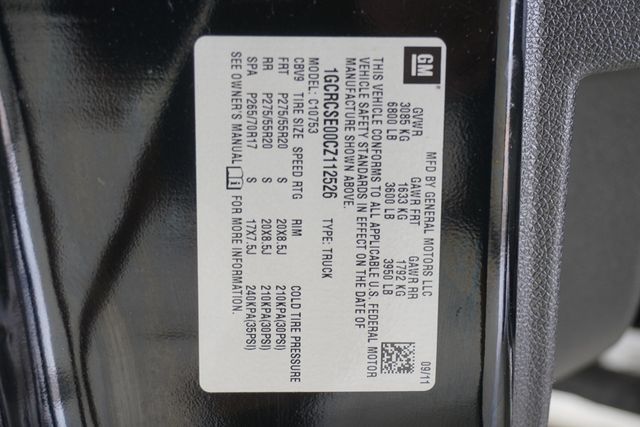 GM
MFD BY GENERAL MOTORS LLC 09/11
GVWR GAWR FRT GAWR RR
3085 KG 1633 KG 1792 KG
6800 LB 3600 LB 3950 LB
THIS VEHICLE CONFORMS TO ALL APPLICABLE U.S. FEDERAL MOTOR
VEHICLE SAFETY STANDARDS IN EFFECT ON THE DATE OF
MANUFACTURE SHOWN ABOVE.
1GCRCSE00CZ112526 TYPE: TRUCK
MODEL: C10753
CBV9 TIRE SIZE SPEED RTG RIM COLD TIRE PRESSURE
FRT P275/55R20 S 20X8.5J 210KPA(30PSI)
RR P275/55R20 S 20X8.5J 210KPA(30PSI)
SPA P265/70R17 S 17X7.5J 240KPA(35PSI)
SEE OWNER'S MANUAL FOR MORE INFORMATION.